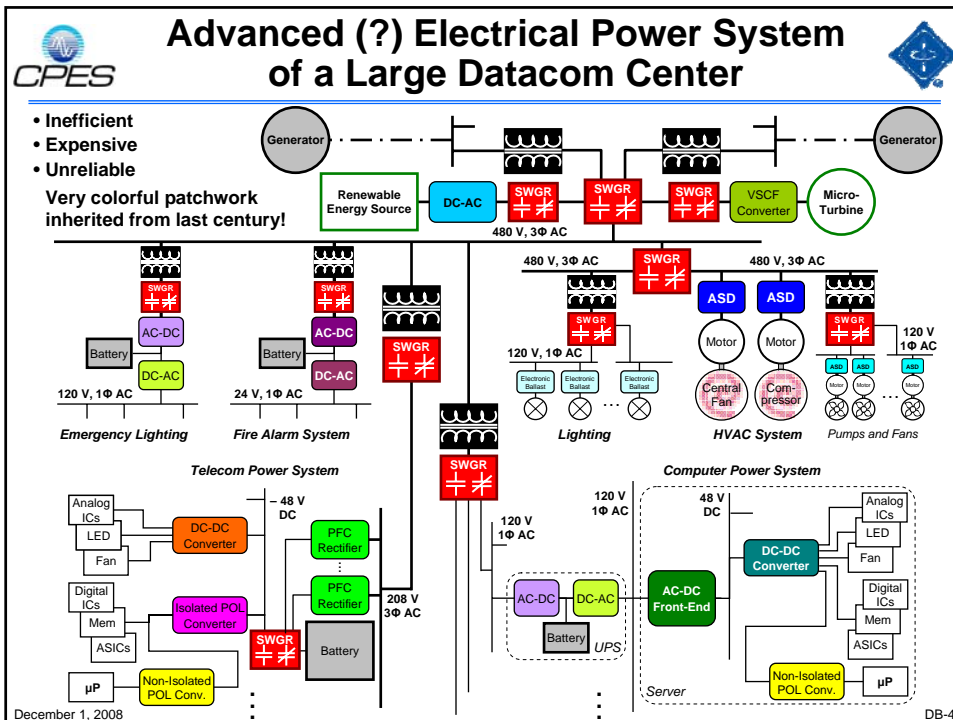 Advanced (?) Electrical Power System
of a Large Datacom Center
CPES
• Inefficient
• Expensive
• Unreliable
Very colorful patchwork
inherited from last century!
Generator
Generator
Renewable
Energy Source
DC-AC
SWGR
SWGR
SWGR
VSCF
Converter
Micro-
Turbine
480 V, 3Φ AC
480 V, 3Φ AC
SWGR
480 V, 3Φ AC
SWGR
AC-DC
Battery
DC-AC
120 V, 1Φ AC
Emergency Lighting
SWGR
AC-DC
Battery
DC-AC
24 V, 1Φ AC
Fire Alarm System
SWGR
SWGR
120 V, 1Φ AC
Electronic
Ballast
Electronic
Ballast
...
Electronic
Ballast
Lighting
ASD
ASD
Motor
Motor
Central
Fan
Com-
pressor
HVAC System
SWGR
120 V
1Φ AC
ASD
ASD
ASD
Motor
Motor
...
Motor
Pumps and Fans
Telecom Power System
– 48 V
DC
Analog
ICs
LED
Fan
DC-DC
Converter
PFC
Rectifier
PFC
Rectifier
208 V
3Φ AC
Digital
ICs
Mem
ASICs
Isolated POL
Converter
SWGR
Battery
µP
Non-Isolated
POL Conv.
SWGR
120 V
1Φ AC
AC-DC
DC-AC
Battery
UPS
120 V
1Φ AC
Computer Power System
48 V
DC
AC-DC
Front-End
DC-DC
Converter
Analog
ICs
LED
Fan
Digital
ICs
Mem
ASICs
Non-Isolated
POL Conv.
µP
Server
December 1, 2008
DB-4